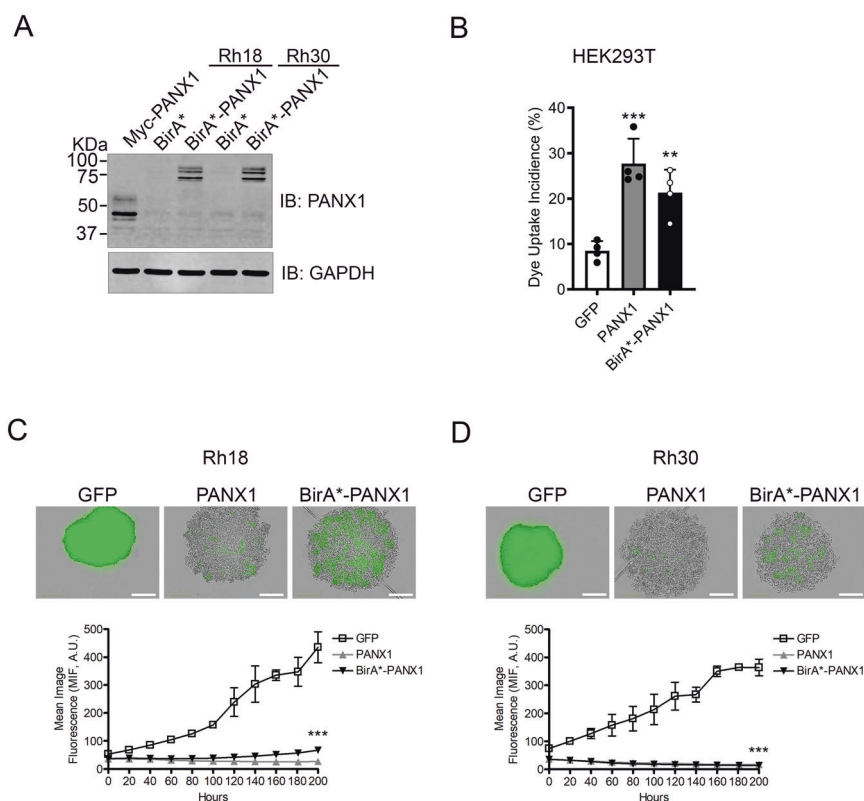 A
Rh18 Rh30
Myc-PANX1
BirA*
BirA*-PANX1
BirA*
BirA*-PANX1
KDa
100
75
50
37
IB: PANX1
IB: GAPDH
B
HEK293T
Dye Uptake Incidience (%)
40
30
20
10
0
***
**
GFP
PANX1
BirA*-PANX1
C
Rh18
GFP PANX1 BirA*-PANX1
Mean Image
Fluorescence (MIF, A.U.)
500
400
300
200
100
0
GFP
PANX1
BirA*-PANX1
***
0 20 40 60 80 100 120 140 160 180 200
Hours
D
Rh30
GFP PANX1 BirA*-PANX1
Mean Image
Fluorescence (MIF, A.U.)
500
400
300
200
100
0
GFP
PANX1
BirA*-PANX1
***
0 20 40 60 80 100 120 140 160 180 200
Hours